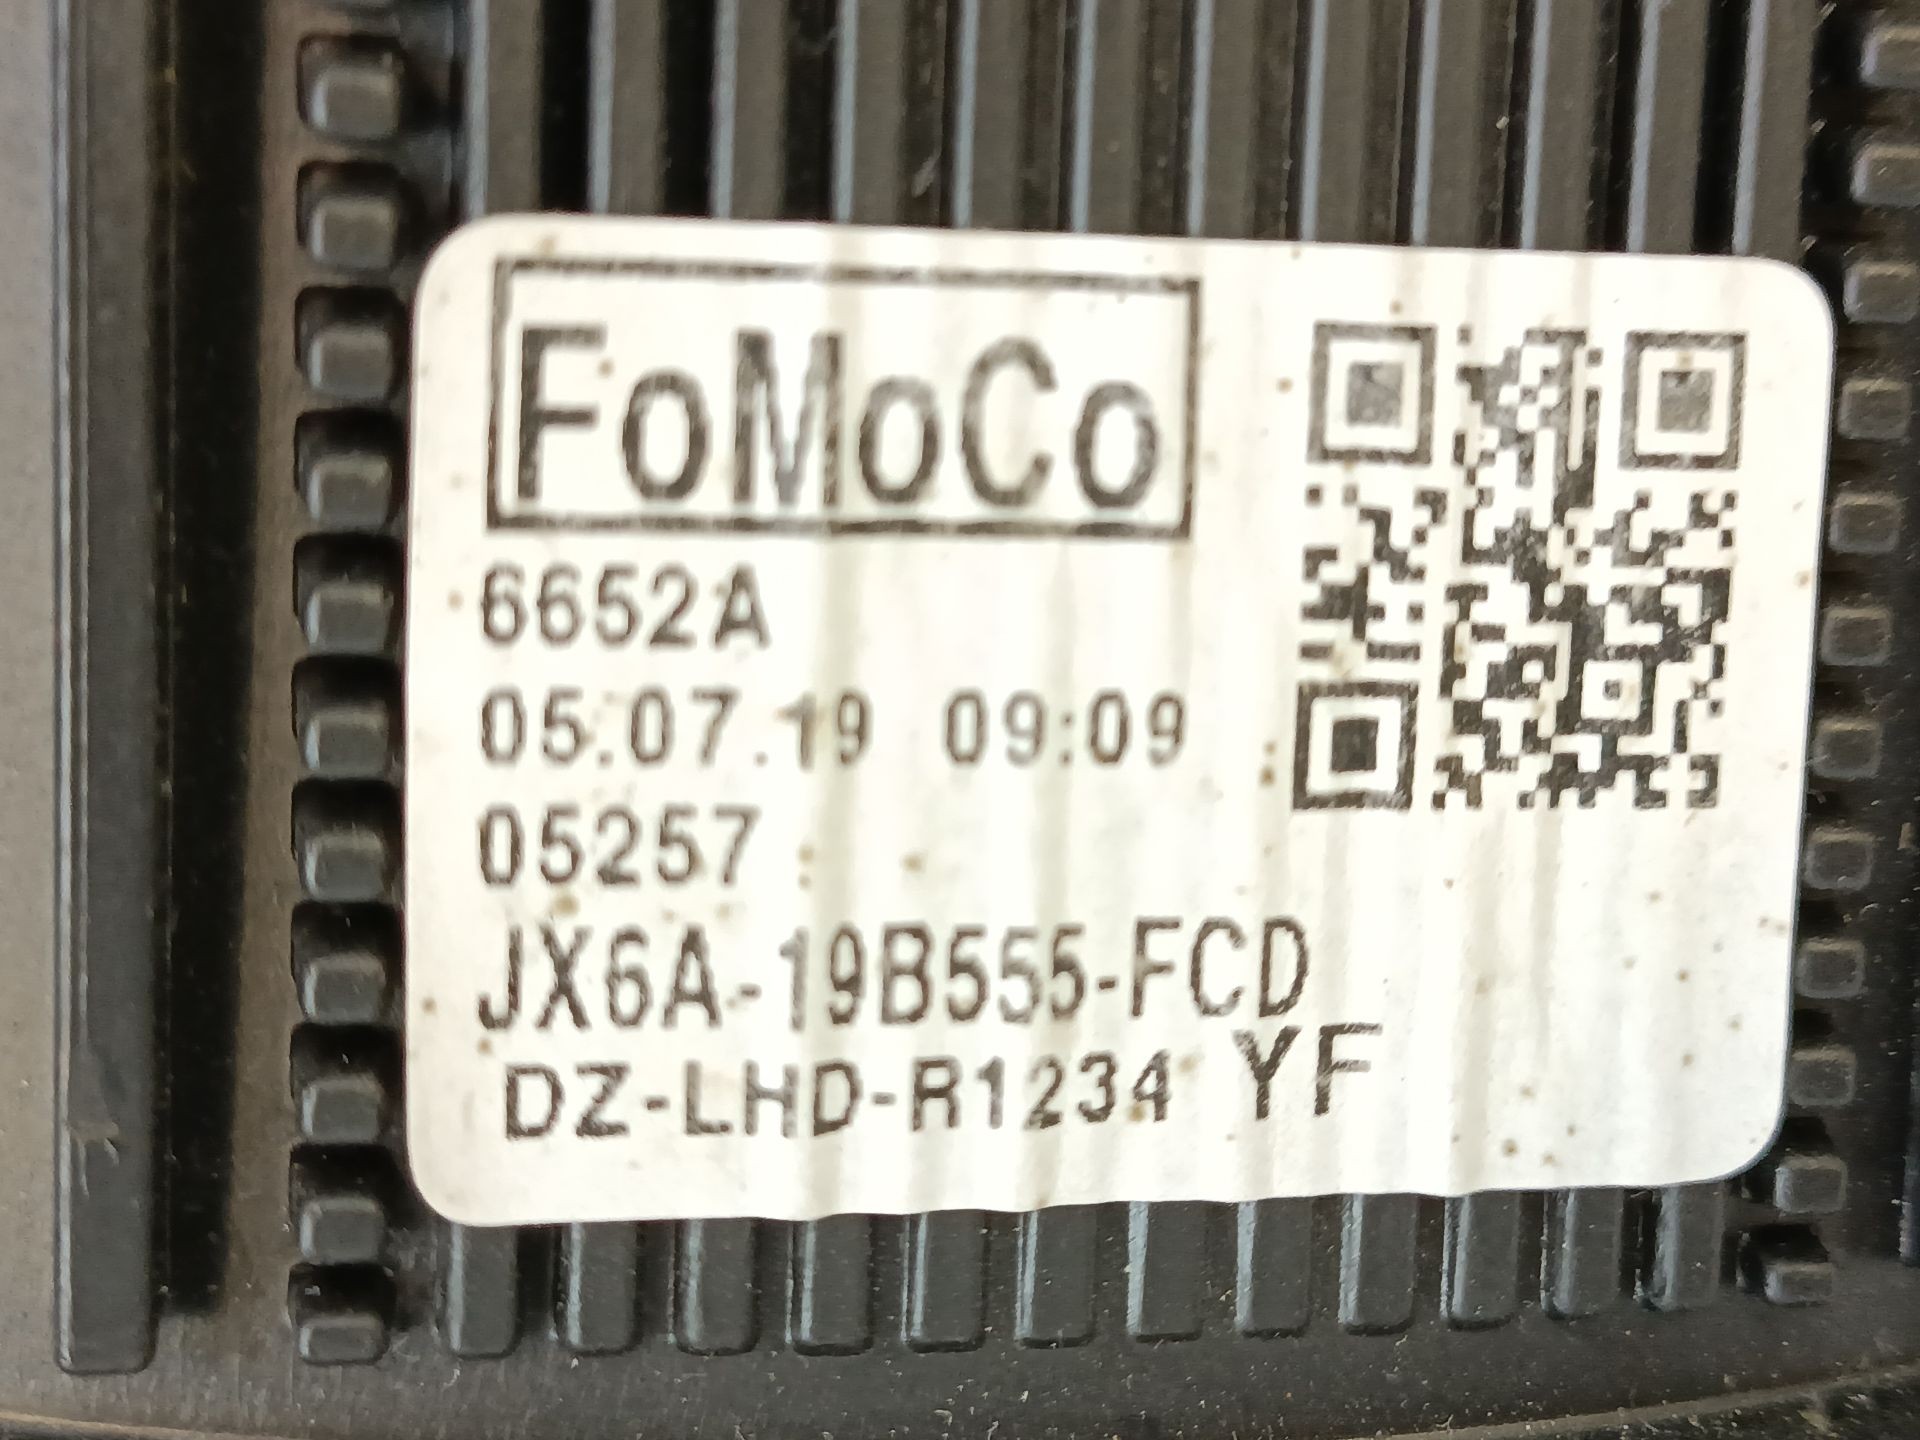 FoMoCo
6652A
05.07.19 09:09
05257
JX6A-19B555-FCD
DZ-LHD-R1234 YF